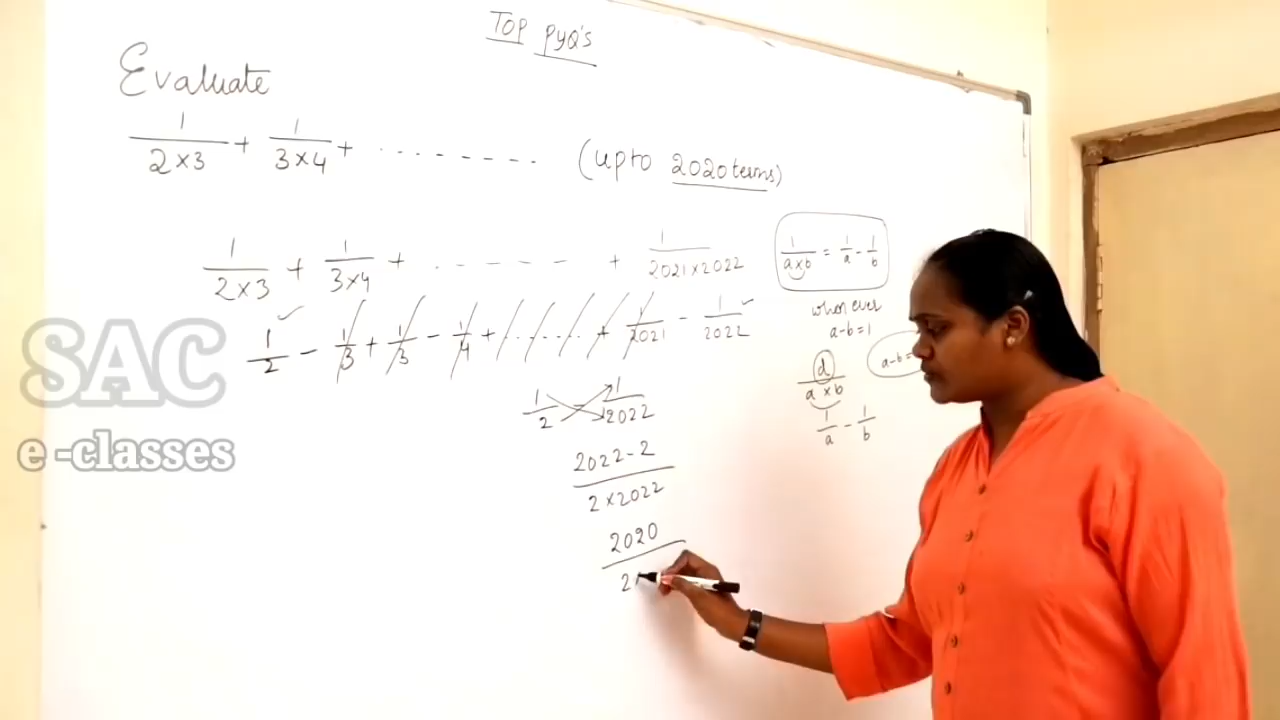 TOP PYQ's
Evaluate
1/2×3 + 1/3×4 + ........ (upto 2020 terms)
1/2×3 + 1/3×4 + ...... + 1/2021×2022
1/2 - 1/3 + 1/3 - 1/4 + ........ + 1/2021 - 1/2022
1/2 - 1/2022
2022-2/2×2022
2020/2
1/a×b = 1/a - 1/b
when ever
a-b=1
d/a×b
a-b=
1/a - 1/b
SAC
e-classes